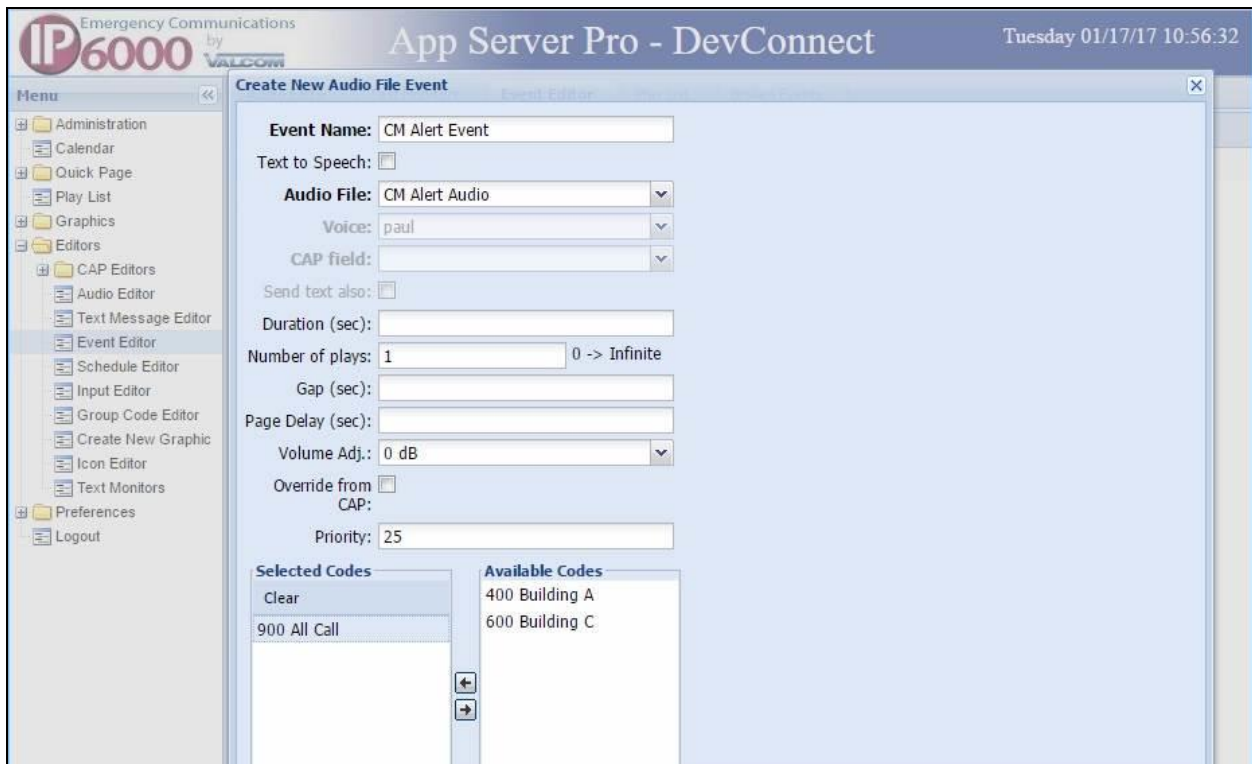 Emergency Communications
IP6000 by
VALCOM
App Server Pro - DevConnect
Tuesday 01/17/17 10:56:32
Menu
Administration
Calendar
Quick Page
Play List
Graphics
Editors
CAP Editors
Audio Editor
Text Message Editor
Event Editor
Schedule Editor
Input Editor
Group Code Editor
Create New Graphic
Icon Editor
Text Monitors
Preferences
Logout
Create New Audio File Event
Event Editor
Event Name: CM Alert Event
Text to Speech:
Audio File: CM Alert Audio
Voice: paul
CAP field:
Send text also:
Duration (sec):
Number of plays: 1 0 -> Infinite
Gap (sec):
Page Delay (sec):
Volume Adj.: 0 dB
Override from
CAP:
Priority: 25
Selected Codes
Clear
900 All Call
Available Codes
400 Building A
600 Building C